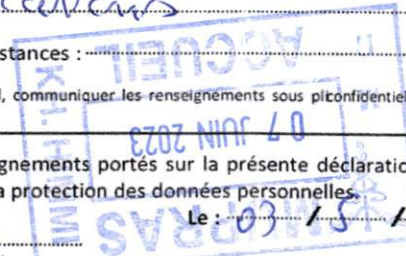 stances :
, communiquer les renseignements sous pli confidentiel
ACCUEIL
07 JUIN 2023
gnements portés sur la présente déclaratio
a protection des données personnelles.
Le : 03 / 5 /
MUPRAS